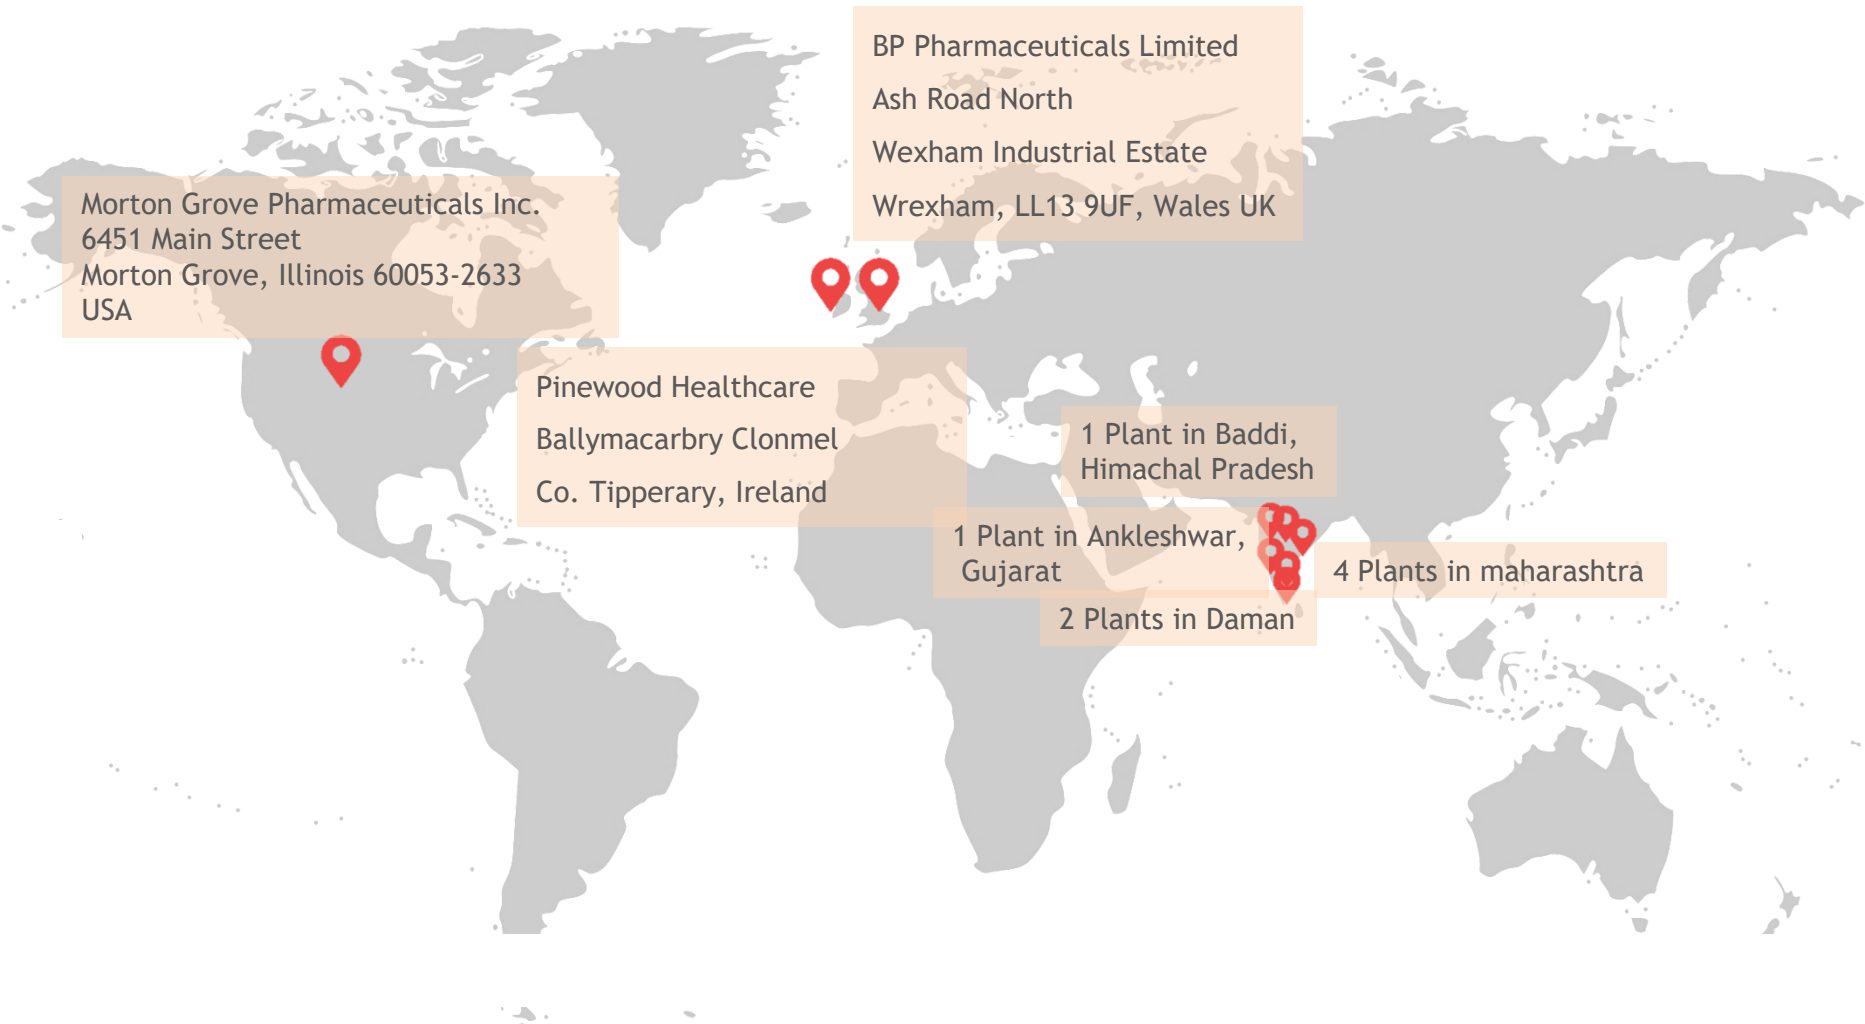 BP Pharmaceuticals Limited
Ash Road North
Wexham Industrial Estate
Wrexham, LL13 9UF, Wales UK
Morton Grove Pharmaceuticals Inc.
6451 Main Street
Morton Grove, Illinois 60053-2633
USA
Pinewood Healthcare
Ballymacarbry Clonmel
Co. Tipperary, Ireland
1 Plant in Baddi,
Himachal Pradesh
1 Plant in Ankleshwar,
Gujarat
4 Plants in maharashtra
2 Plants in Daman